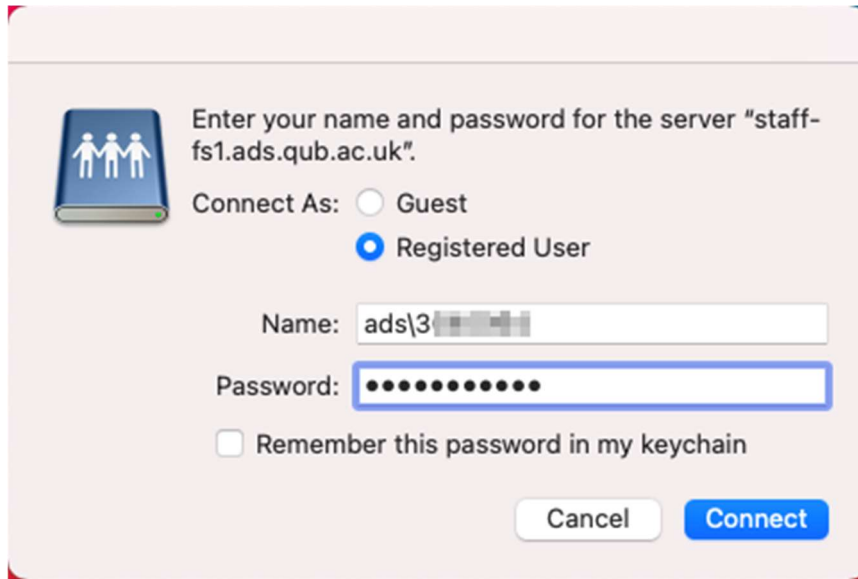 Enter your name and password for the server “staff-
fs1.ads.qub.ac.uk”.
Connect As: Guest
Registered User
Name: ads\3
Password: ●●●●●●●●●●●
Remember this password in my keychain
Cancel Connect